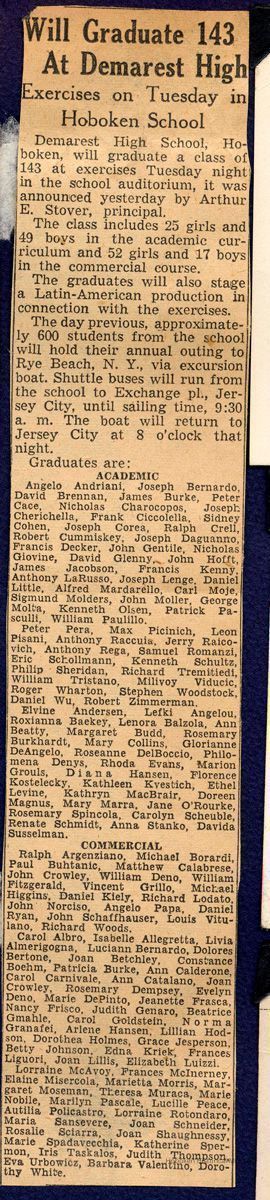 Will Graduate 143
At Demarest High
Exercises on Tuesday in
Hoboken School
Demarest High School, Ho-
boken, will graduate a class of
143 at exercises Tuesday night
in the school auditorium, it was
announced yesterday by Arthur
E. Stover, principal.
The class includes 25 girls and
49 boys in the academic cur-
riculum and 52 girls and 17 boys
in the commercial course.
The graduates will also stage
a Latin-American production in
connection with the exercises.
The day previous, approximate-
ly 600 students from the school
will hold their annual outing to
Rye Beach, N. Y., via excursion
boat. Shuttle buses will run from
the school to Exchange pl., Jer-
sey City, until sailing time, 9:30
a. m. The boat will return to
Jersey City at 8 o'clock that
night.
Graduates are:
ACADEMIC
Angelo Andriani, Joseph Bernardo,
David Brennan, James Burke, Peter
Cace, Nicholas Charocopos, Joseph
Cherichella, Frank Ciccolella, Sidney
Cohen, Joseph Corea, Ralph Crell,
Robert Cummiskey, Joseph Daguanno,
Francis Decker, John Gentile, Nicholas
Giovine, David Glenny, John Hofft,
James Jacobson, Francis Kenny,
Anthony LaRusso, Joseph Lenge, Daniel
Little, Alfred Mardarello, Carl Moje,
Sigmund Molders, John Moller, George
Molta, Kenneth Olsen, Patrick Pa-
sculli, William Paulillo.
Peter Pera, Max Picinich, Leon
Pisani, Anthony Raccuia, Jerry Raico-
vich, Anthony Rega, Samuel Romanzi,
Eric Schollmann, Kenneth Schultz,
Philip Sheridan, Richard Tremitiedi,
William Tristano, Milivoy Viducic,
Roger Wharton, Stephen Woodstock,
Daniel Wu, Robert Zimmerman.
Elvine Andersen, Lefki Angelou,
Roxianna Baekey, Lenora Balzola, Ann
Beatty, Margaret Budd, Rosemary
Burkhardt, Mary Collins, Glorianne
DeAngelo, Roseanne DelBoccio, Philo-
mena Denys, Rhoda Evans, Marion
Grouls, Diana Hansen, Florence
Kostelecky, Kathleen Kvestich, Ethel
Levine, Kathryn MacBrair, Doreen
Magnus, Mary Marra, Jane O'Rourke,
Rosemary Spincola, Carolyn Scheuble,
Renate Schmidt, Anna Stanko, Davida
Susselman.
COMMERCIAL
Ralph Argenziano, Michael Borardi,
Paul Buhtanic, Matthew Calabrese,
John Crowley, William Deno, William
Fitzgerald, Vincent Grillo, Michael
Higgins, Daniel Kiely, Richard Lodato,
John Norciso, Angelo Papa, Daniel
Ryan, John Schaffhauser, Louis Vitu-
lano, Richard Woods.
Carol Albro, Isabelle Allegretta, Livia
Almerigogna, Luciann Bernardo, Dolores
Bertone, Joan Betchley, Constance
Boehm, Patricia Burke, Ann Calderone,
Carol Carnivale, Ann Catalano, Joan
Crowley, Rosemary Dempsey, Evelyn
Deno, Marie DePinto, Jeanette Frasca,
Nancy Frisco, Judith Genaro, Beatrice
Gmahle, Carol Goldstein, Norma
Granafei, Arlene Hansen, Lillian Hod-
son, Dorothea Holmes, Grace Jesperson,
Betty Johnson, Edna Kriek, Frances
Liguori, Joan Lillis, Elizabeth Luizzi.
Lorraine McAvoy, Frances McInerney,
Elaine Misercola, Marietta Morris, Mar-
garet Moseman, Theresa Muraca, Marie
Nobile, Marilyn Pascale, Lucille Peace,
Autilia Policastro, Lorraine Rotondaro,
Maria Sansevere, Joan Schneider,
Rosalie Sciarra, Joan Shaughnessy,
Marie Spadavecchia, Katherine Sper-
mon, Iris Taskalos, Judith Thompson,
Eva Urbowicz, Barbara Valentino, Doro-
thy White.